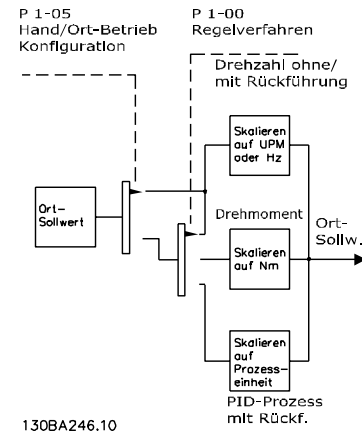 P 1-05
Hand/Ort-Betrieb
Konfiguration
P 1-00
Regelverfahren
Drehzahl ohne/
mit Rückführung
Skalieren
auf UPM
oder Hz
Ort-
Sollwert
Drehmoment
Skalieren
auf Nm
Ort-
Sollw.
Skalieren
auf
Prozess-
einheit
PID-Prozess
mit Rückf.
130BA246.10